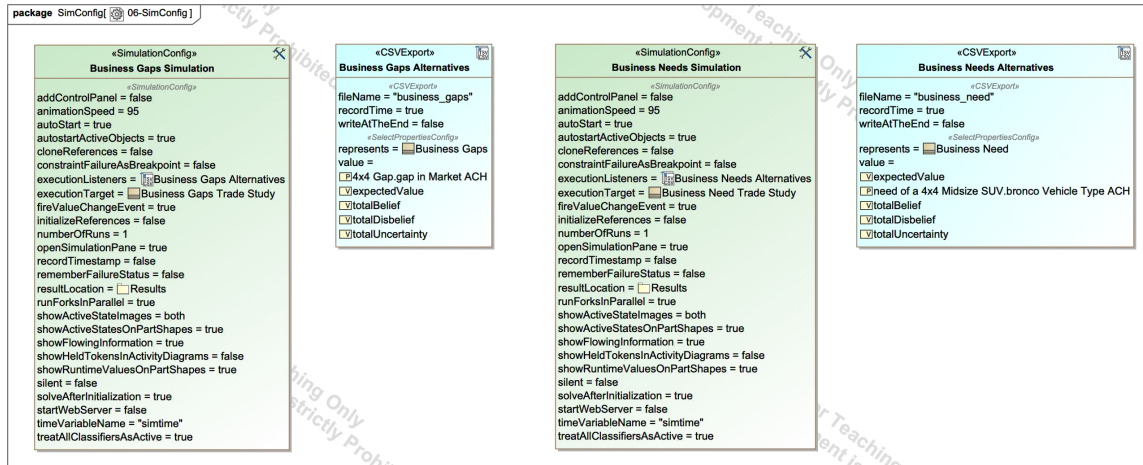 package SimConfig[ 06-SimConfig ]
«SimulationConfig»
Business Gaps Simulation
«SimulationConfig»
addControlPanel = false
animationSpeed = 95
autoStart = true
autostartActiveObjects = true
cloneReferences = false
constraintFailureAsBreakpoint = false
executionListeners = Business Gaps Alternatives
executionTarget = Business Gaps Trade Study
fireValueChangeEvent = true
initializeReferences = false
numberOfRuns = 1
openSimulationPane = true
recordTimestamp = false
rememberFailureStatus = false
resultLocation = Results
runForksInParallel = true
showActiveStateImages = both
showActiveStatesOnPartShapes = true
showFlowingInformation = true
showHeldTokensInActivityDiagrams = false
showRuntimeValuesOnPartShapes = true
silent = false
solveAfterInitialization = true
startWebServer = false
timeVariableName = "simtime"
treatAllClassifiersAsActive = true
«CSVExport»
Business Gaps Alternatives
«CSVExport»
fileName = "business_gaps"
recordTime = true
writeAtTheEnd = false
«SelectPropertiesConfig»
represents = Business Gaps
value =
P 4x4 Gap.gap in Market ACH
V expectedValue
V totalBelief
V totalDisbelief
V totalUncertainty
«SimulationConfig»
Business Needs Simulation
«SimulationConfig»
addControlPanel = false
animationSpeed = 95
autoStart = true
autostartActiveObjects = true
cloneReferences = false
constraintFailureAsBreakpoint = false
executionListeners = Business Needs Alternatives
executionTarget = Business Need Trade Study
fireValueChangeEvent = true
initializeReferences = false
numberOfRuns = 1
openSimulationPane = true
recordTimestamp = false
rememberFailureStatus = false
resultLocation = Results
runForksInParallel = true
showActiveStateImages = both
showActiveStatesOnPartShapes = true
showFlowingInformation = true
showHeldTokensInActivityDiagrams = false
showRuntimeValuesOnPartShapes = true
silent = false
solveAfterInitialization = true
startWebServer = false
timeVariableName = "simtime"
treatAllClassifiersAsActive = true
«CSVExport»
Business Needs Alternatives
«CSVExport»
fileName = "business_need"
recordTime = true
writeAtTheEnd = false
«SelectPropertiesConfig»
represents = Business Need
value =
V expectedValue
P need of a 4x4 Midsize SUV.bronco Vehicle Type ACH
V totalBelief
V totalDisbelief
V totalUncertainty